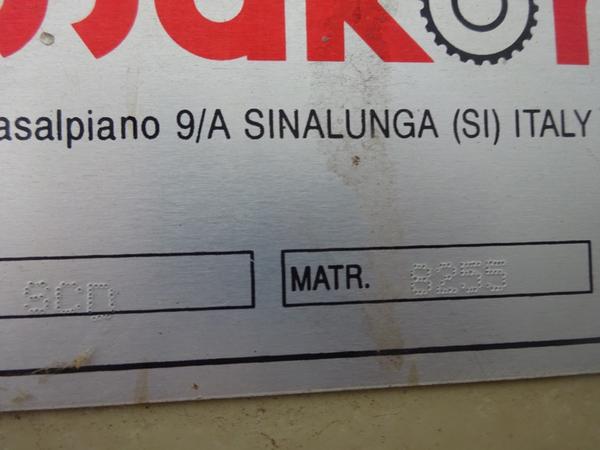 asalpiano 9/A SINALUNGA (SI) ITALY
SCD
MATR. 8255